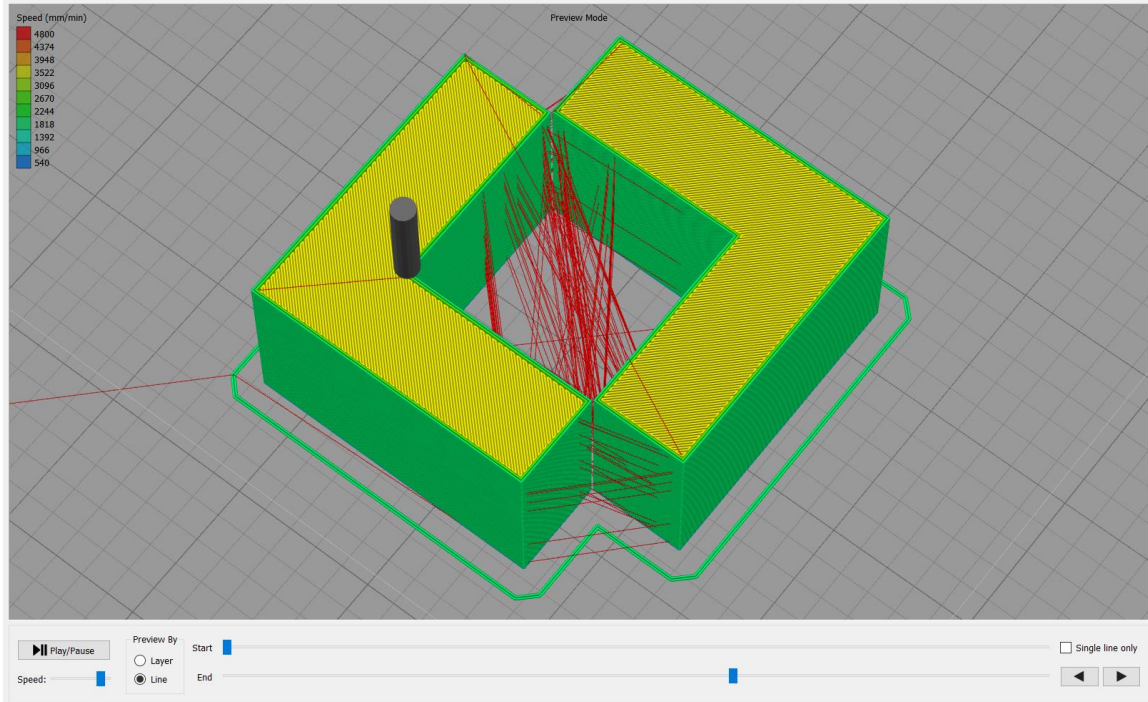 Speed (mm/min)
4800
4374
3948
3522
3096
2670
2244
1818
1392
966
540
Preview Mode
Play/Pause
Speed:
Preview By
Layer
Line
Start
End
Single line only